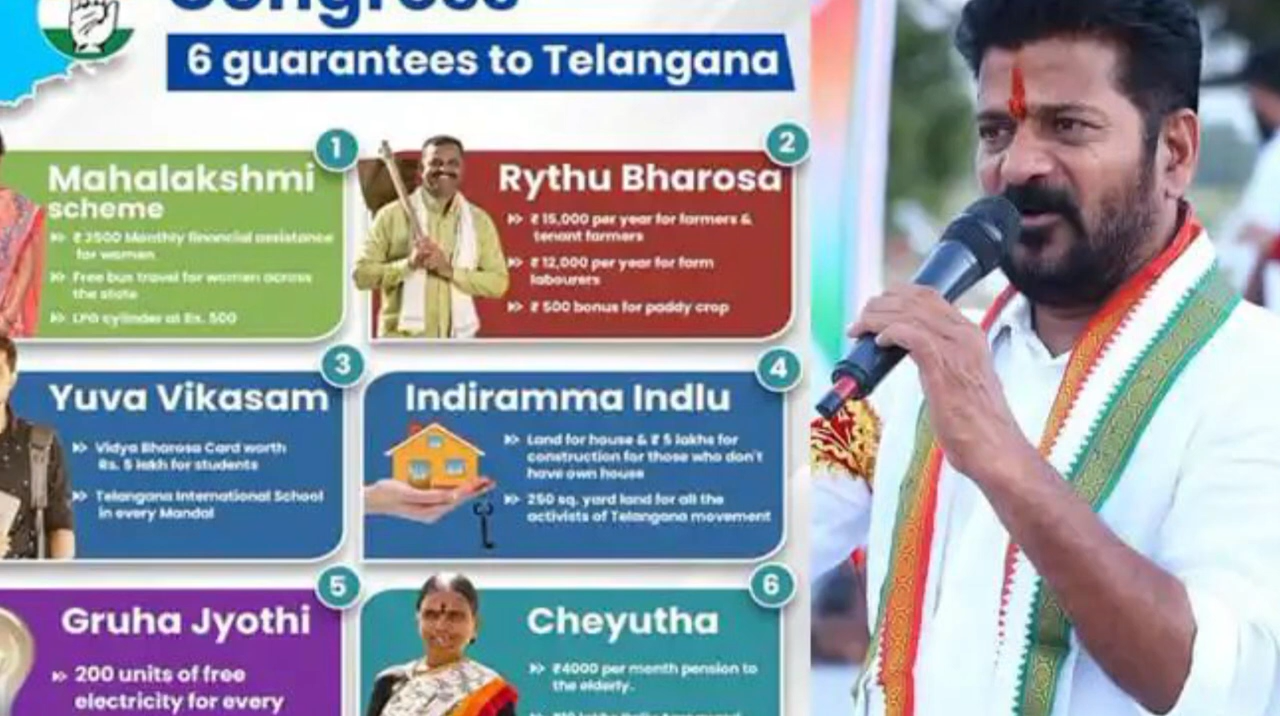 Congress
6 guarantees to Telangana
1
Mahalakshmi
scheme
₹ 2500 Monthly financial assistance
for women
Free bus travel for women across
the state
LPG cylinder at Rs. 500
2
Rythu Bharosa
₹ 15,000 per year for farmers &
tenant farmers
₹ 12,000 per year for farm
labourers
₹ 500 bonus for paddy crop
3
Yuva Vikasam
Vidya Bharosa Card worth
Rs. 5 lakh for students
Telangana International School
in every Mandal
4
Indiramma Indlu
Land for house & ₹ 5 lakhs for
construction for those who don't
have own house
250 sq. yard land for all the
activists of Telangana movement
5
Gruha Jyothi
200 units of free
electricity for every
6
Cheyutha
₹4000 per month pension to
the elderly.